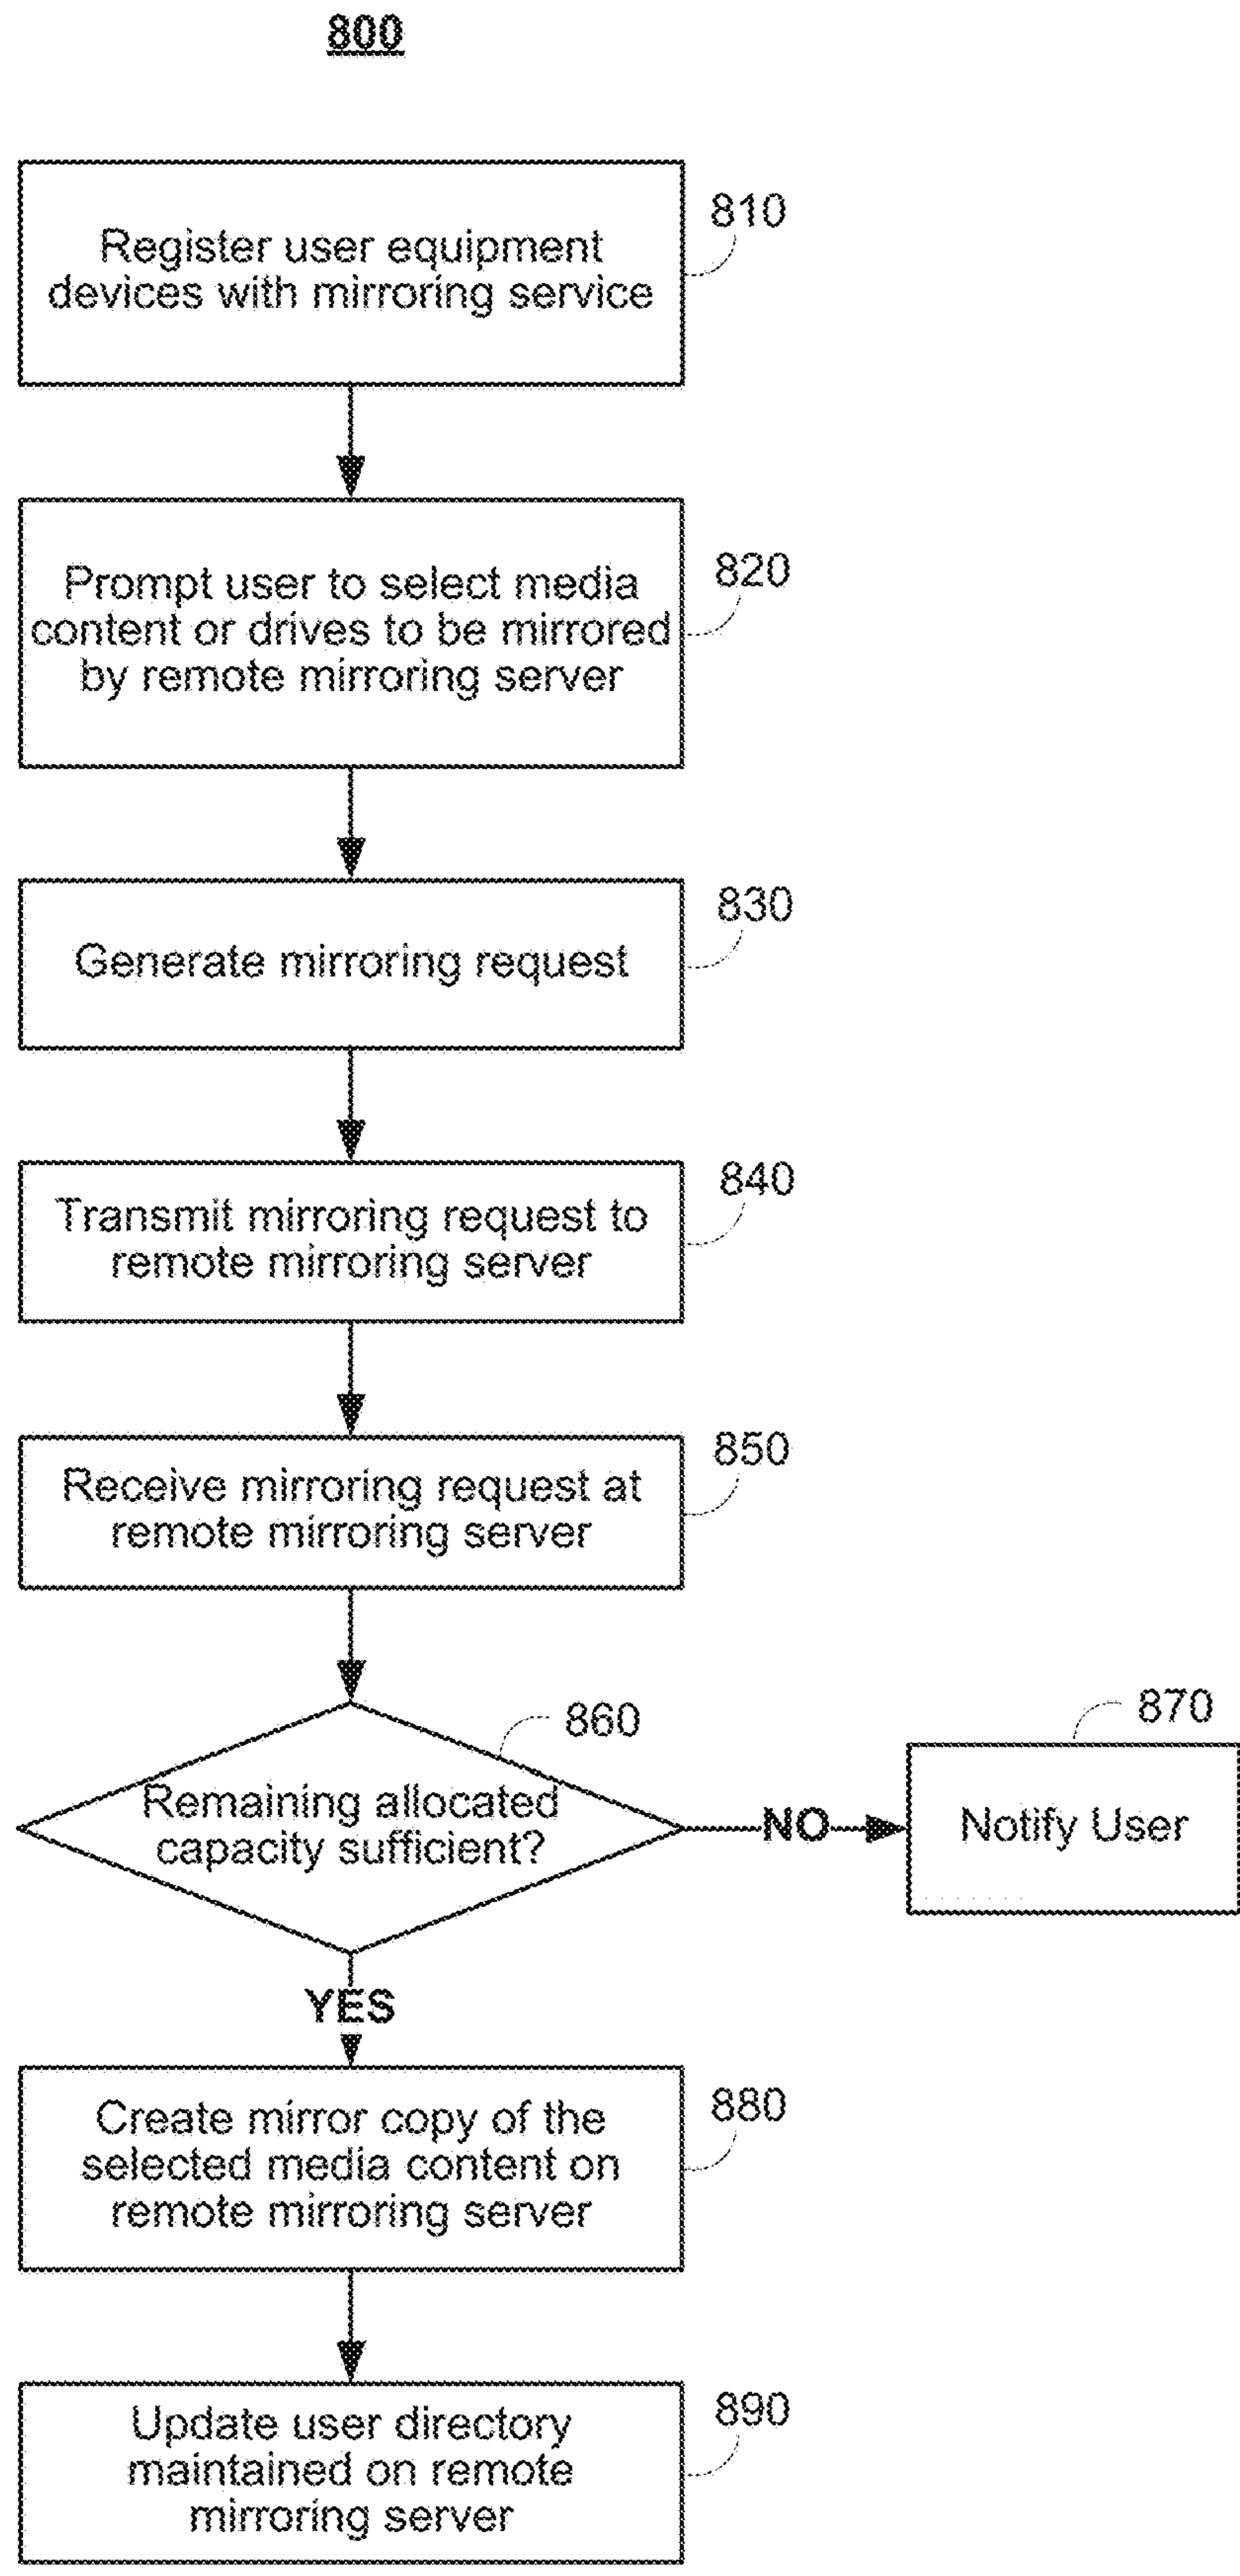 800
Register user equipment
devices with mirroring service
810
Prompt user to select media
content or drives to be mirrored
by remote mirroring server
820
Generate mirroring request
830
Transmit mirroring request to
remote mirroring server
840
Receive mirroring request at
remote mirroring server
850
Remaining allocated
capacity sufficient?
860
NO
Notify User
870
YES
Create mirror copy of the
selected media content on
remote mirroring server
880
Update user directory
maintained on remote
mirroring server
890